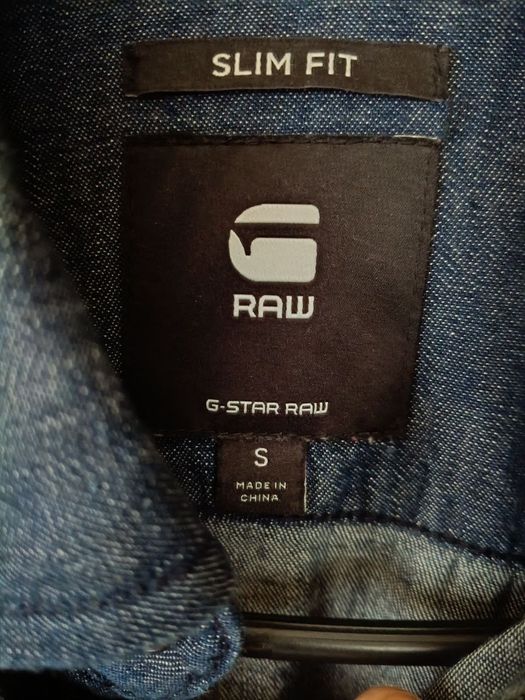 SLIM FIT
RAW
G-STAR RAW
S
MADE IN
CHINA